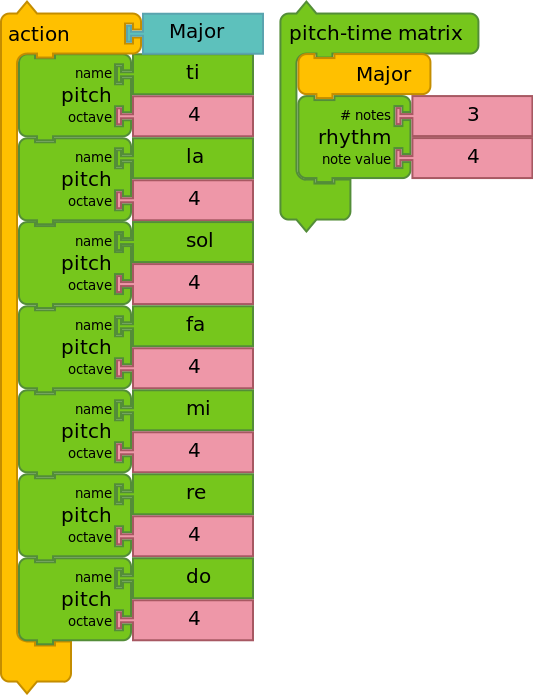 action Major
name ti
pitch
octave 4
name la
pitch
octave 4
name sol
pitch
octave 4
name fa
pitch
octave 4
name mi
pitch
octave 4
name re
pitch
octave 4
name do
pitch
octave 4
pitch-time matrix
Major
# notes 3
rhythm
note value 4